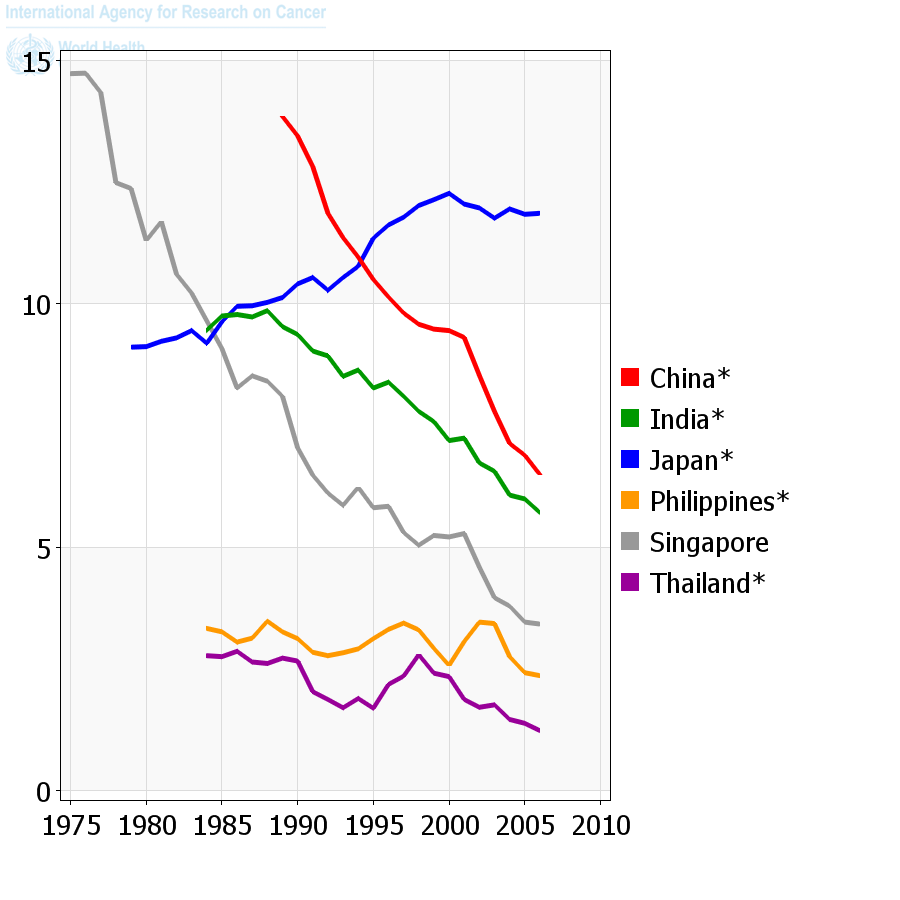 International Agency for Research on Cancer
World Health
15
10
5
0
1975 1980 1985 1990 1995 2000 2005 2010
China*
India*
Japan*
Philippines*
Singapore
Thailand*